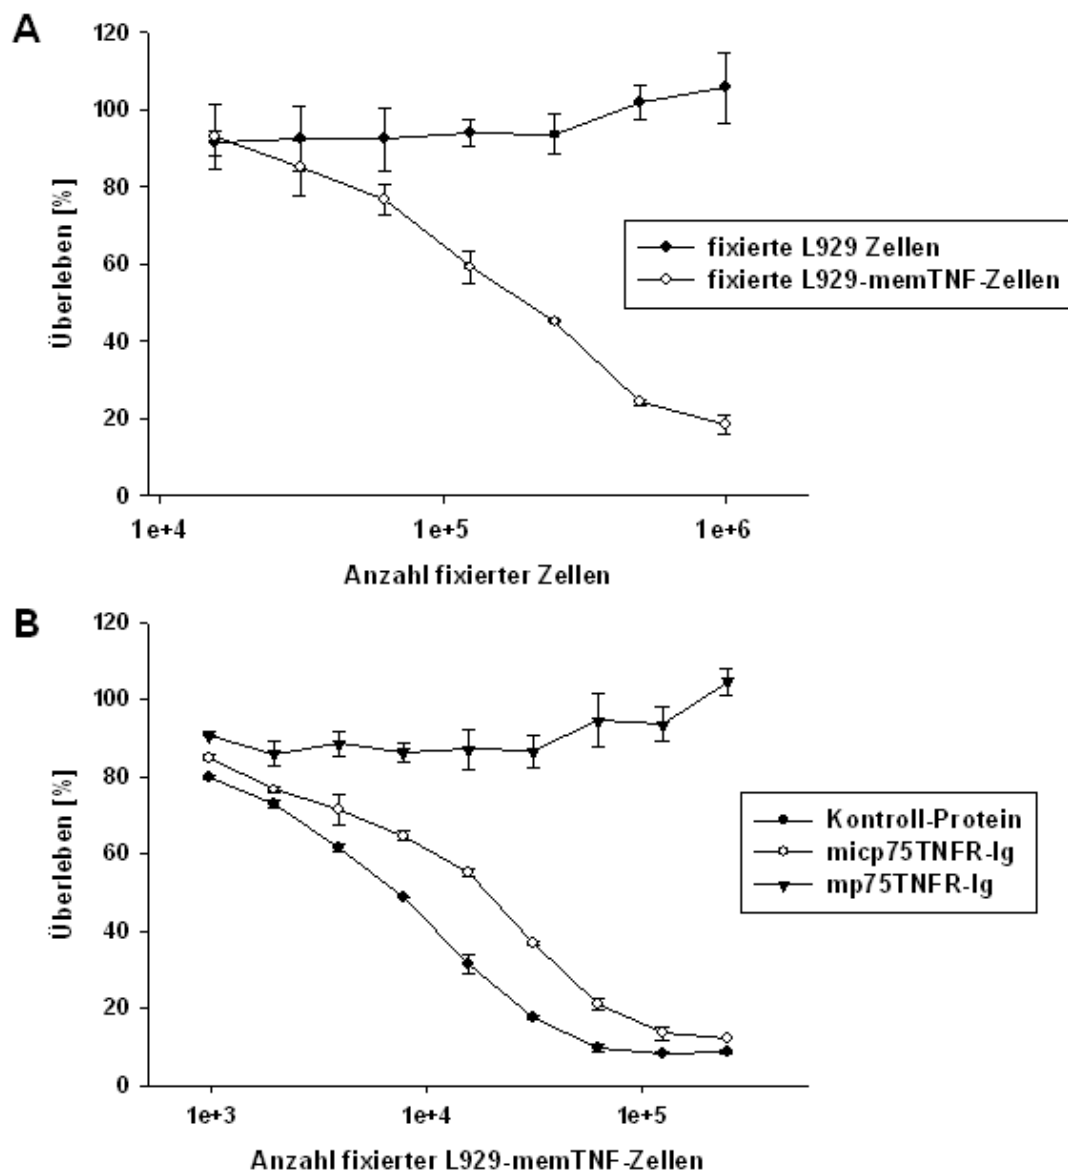 A
120
100
80
60
40
20
0
Überleben [%]
fixierte L929 Zellen
fixierte L929-memTNF-Zellen
1e+4
1e+5
1e+6
Anzahl fixierter Zellen
B
120
100
80
60
40
20
0
Überleben [%]
Kontroll-Protein
micp75TNFR-Ig
mp75TNFR-Ig
1e+3
1e+4
1e+5
Anzahl fixierter L929-memTNF-Zellen